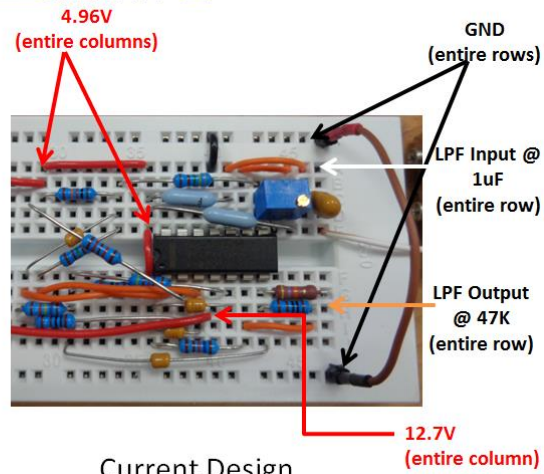 4.96V
(entire columns)
GND
(entire rows)
LPF Input @
1uF
(entire row)
LPF Output
@ 47K
(entire row)
12.7V
(entire column)
Current Design